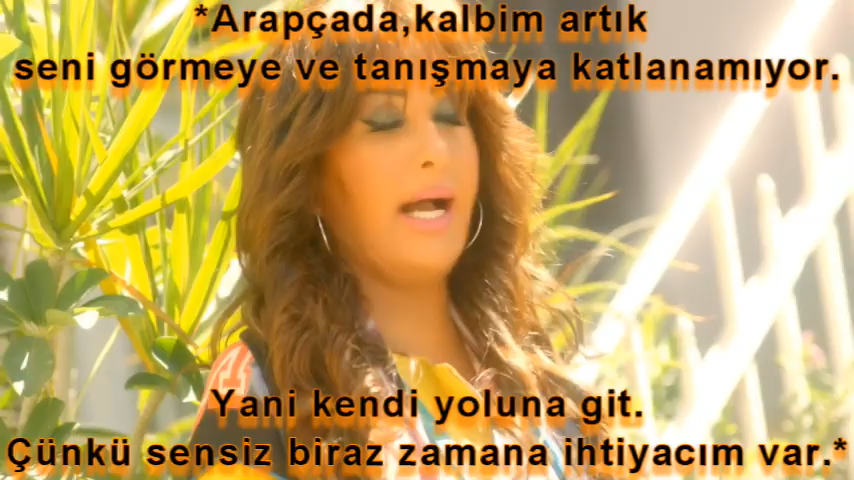 *Arapçada,kalbim artık
seni görmeye ve tanışmaya katlanamıyor.
Yani kendi yoluna git.
Çünkü sensiz biraz zamana ihtiyacım var.*